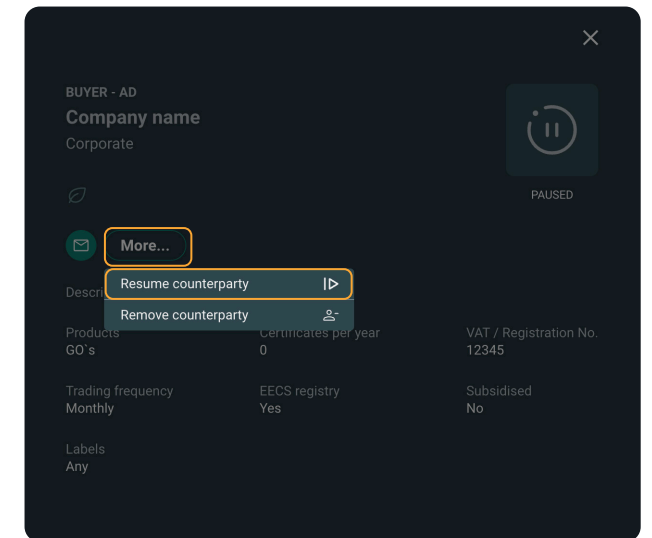 BUYER - AD
Company name
Corporate
PAUSED
More...
Resume counterparty
Descri
Remove counterparty
Products Certificates per year VAT / Registration No.
GO`s 0 12345
Trading frequency EECS registry Subsidised
Monthly Yes No
Labels
Any